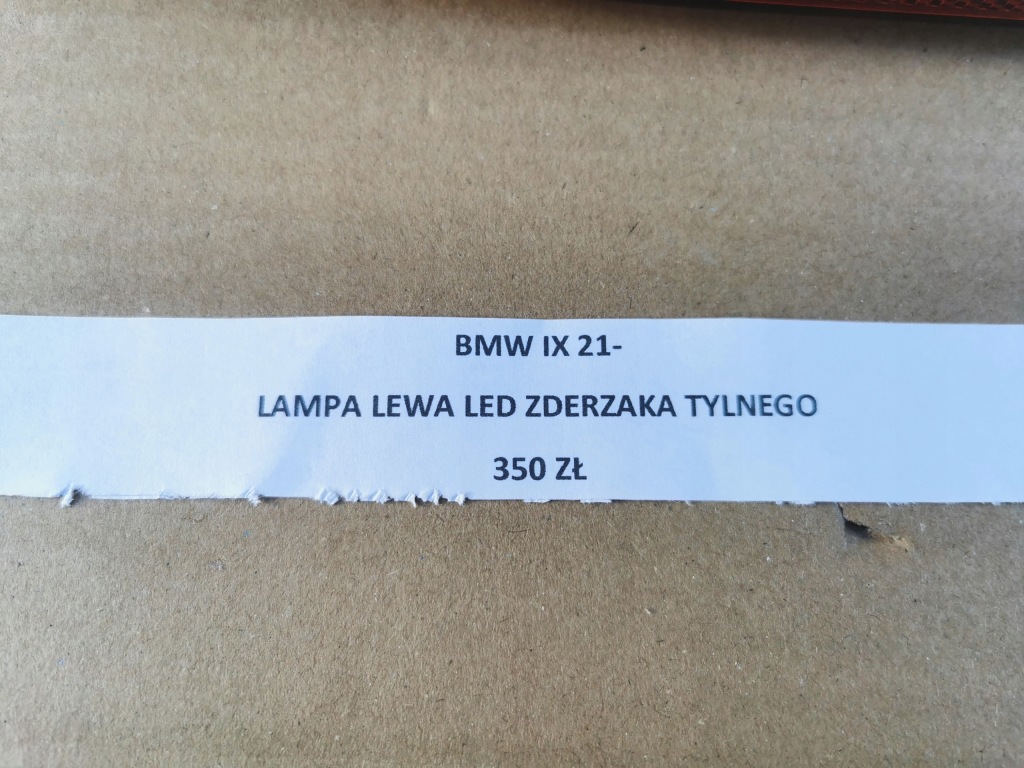 BMW IX 21-
LAMPA LEWA LED ZDERZAKA TYLNEGO
350 ZŁ